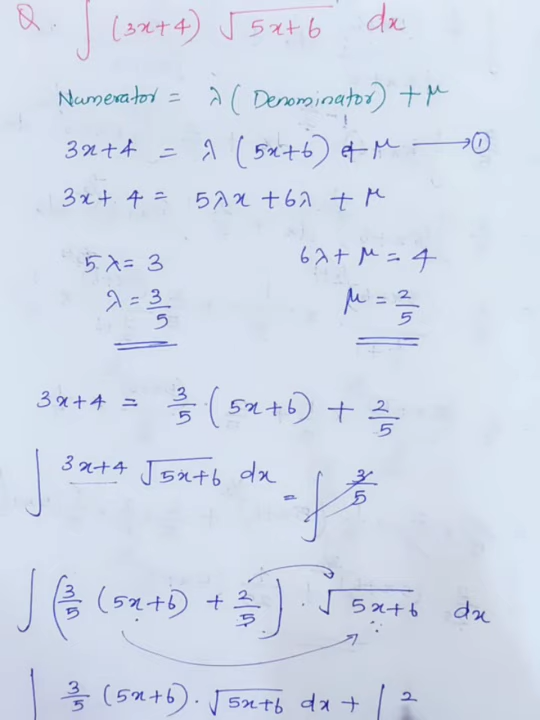 Q. ∫ (3x+4) √(5x+6) dx
Numerator = λ (Denominator) + μ
3x+4 = λ (5x+6) + μ → ①
3x+4 = 5λx + 6λ + μ
5λ = 3 6λ + μ = 4
λ = 3/5 μ = 2/5
3x+4 = 3/5 (5x+6) + 2/5
∫ 3x+4 √(5x+6) dx = ∫ 3/5
∫ (3/5 (5x+6) + 2/5) · √(5x+6) dx
∫ 3/5 (5x+6) · √(5x+6) dx + ∫ 2